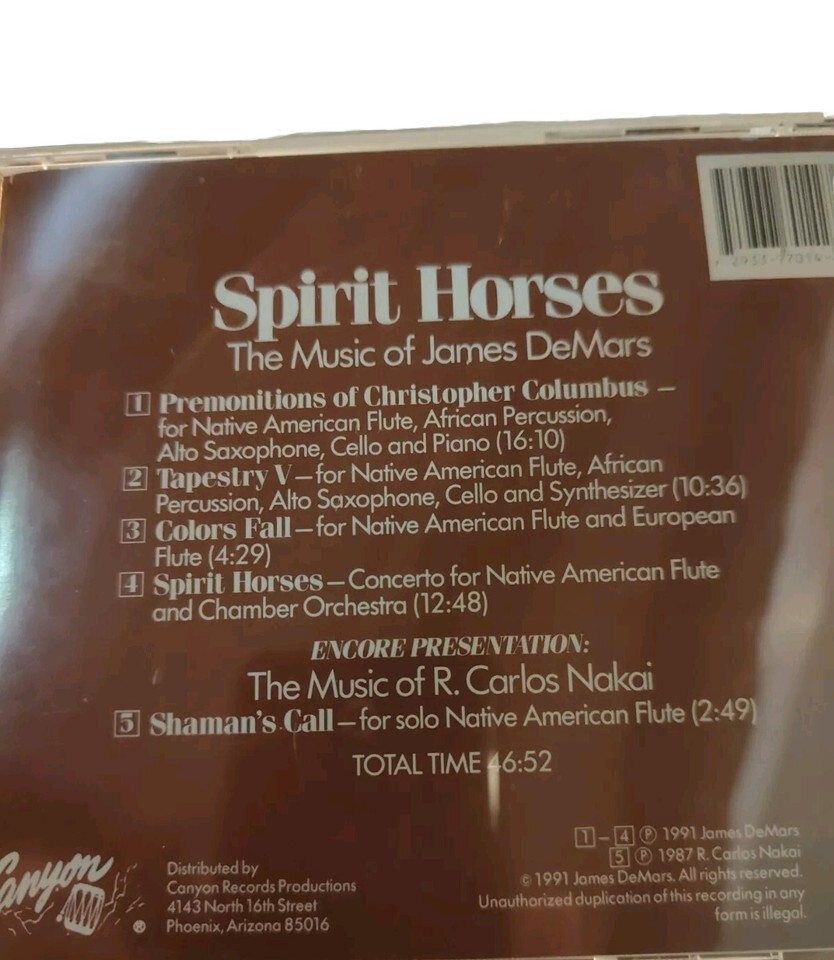 Spirit Horses
The Music of James DeMars
1 Premonitions of Christopher Columbus –
for Native American Flute, African Percussion,
Alto Saxophone, Cello and Piano (16:10)
2 Tapestry V – for Native American Flute, African
Percussion, Alto Saxophone, Cello and Synthesizer (10:36)
3 Colors Fall – for Native American Flute and European
Flute (4:29)
4 Spirit Horses – Concerto for Native American Flute
and Chamber Orchestra (12:48)
ENCORE PRESENTATION:
The Music of R. Carlos Nakai
5 Shaman's Call – for solo Native American Flute (2:49)
TOTAL TIME 46:52
1 – 4 ℗ 1991 James DeMars
5 ℗ 1987 R. Carlos Nakai
© 1991 James DeMars. All rights reserved.
Unauthorized duplication of this recording in any
form is illegal.
Canyon ®
Distributed by
Canyon Records Productions
4143 North 16th Street
Phoenix, Arizona 85016